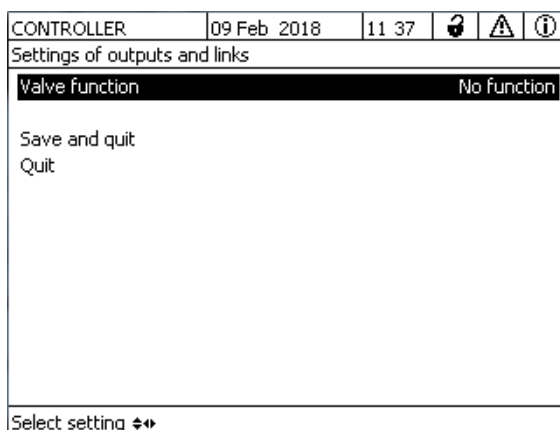 CONTROLLER 09 Feb 2018 11 37
Settings of outputs and links
Valve function No function
Save and quit
Quit
Select setting